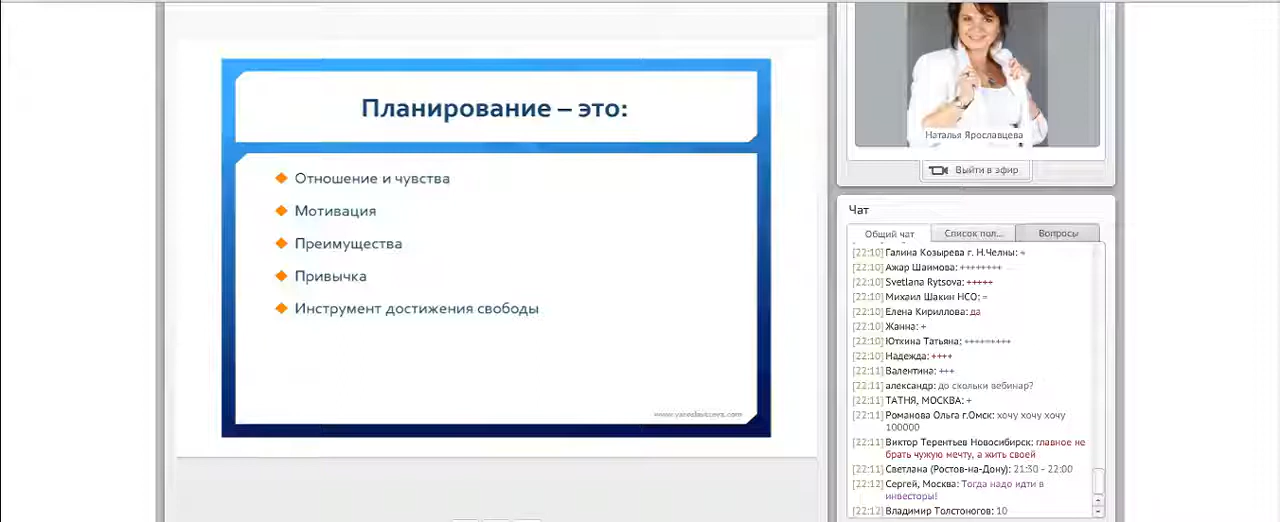 Планирование – это:
Отношение и чувства
Мотивация
Преимущества
Привычка
Инструмент достижения свободы
Наталья Ярославцева
Выйти в эфир
Чат
Общий чат
Список пол...
Вопросы
[22:10] Галина Козырева г. Н.Челны: +
[22:10] Ажар Шаимова: ++++++++
[22:10] Svetlana Rytsova: +++++
[22:10] Михаил Шакин НСО: =
[22:10] Елена Кириллова: да
[22:10] Жанна: +
[22:10] Юткина Татьяна: +++++=+++
[22:10] Надежда: ++++
[22:11] Валентина: +++
[22:11] александр: до скольки вебинар?
[22:11] ТАТНЯ, МОСКВА: +
[22:11] Романова Ольга г.Омск: хочу хочу хочу
100000
[22:11] Виктор Терентьев Новосибирск: главное не
брать чужую мечту, а жить своей
[22:11] Светлана (Ростов-на-Дону): 21:30 - 22:00
[22:12] Сергей, Москва: Тогда надо идти в
инвесторы!
[22:12] Владимир Толстоногов: 10